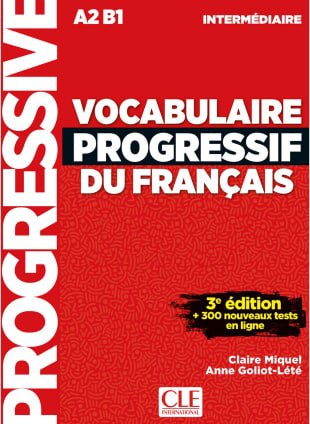 A2 B1
INTERMÉDIAIRE
PROGRESSIVE
VOCABULAIRE
PROGRESSIF
DU FRANÇAIS
3e édition
+ 300 nouveaux tests
en ligne
Claire Miquel
Anne Goliot-Lété
CLE
INTERNATIONAL